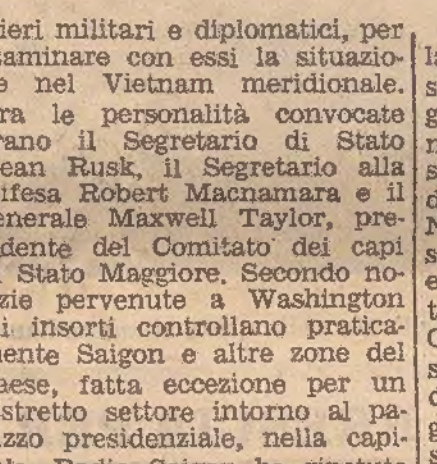 ieri militari e diplomatici, per
aminare con essi la situazio-
e nel Vietnam meridionale.
ra le personalità convocate
rano il Segretario di Stato
ean Rusk, il Segretario alla
ifesa Robert Macnamara e il
enerale Maxwell Taylor, pre-
dente del Comitato dei capi
Stato Maggiore. Secondo no-
zie pervenute a Washington
i insorti controllano pratica-
ente Saigon e altre zone del
aese, fatta eccezione per un
stretto settore intorno al pa-
zzo presidenziale, nella capi-